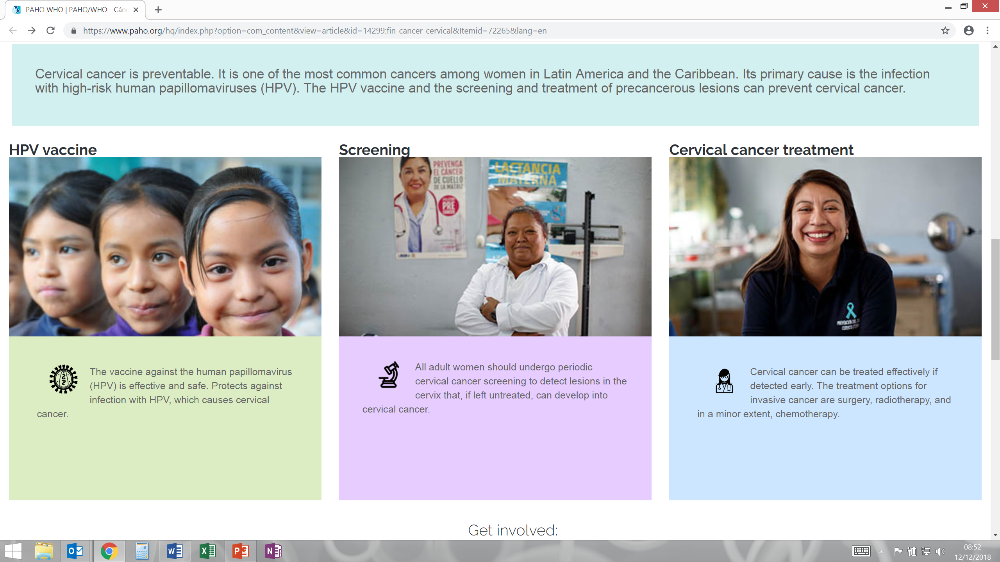 PAHO WHO | PAHO/WHO - Cánc
https://www.paho.org/hq/index.php?option=com_content&view=article&id=14299:fin-cancer-cervical&Itemid=72265&lang=en
Cervical cancer is preventable. It is one of the most common cancers among women in Latin America and the Caribbean. Its primary cause is the infection
with high-risk human papillomaviruses (HPV). The HPV vaccine and the screening and treatment of precancerous lesions can prevent cervical cancer.
HPV vaccine
Screening
Cervical cancer treatment
PREVENGA
EL CÁNCER
DE CUELLO
DE LA MATRIZ
PRE
LACTANCIA
MATERNA
The vaccine against the human papillomavirus
(HPV) is effective and safe. Protects against
infection with HPV, which causes cervical
cancer.
All adult women should undergo periodic
cervical cancer screening to detect lesions in the
cervix that, if left untreated, can develop into
cervical cancer.
Cervical cancer can be treated effectively if
detected early. The treatment options for
invasive cancer are surgery, radiotherapy, and
in a minor extent, chemotherapy.
Get involved:
08:52
12/12/2018